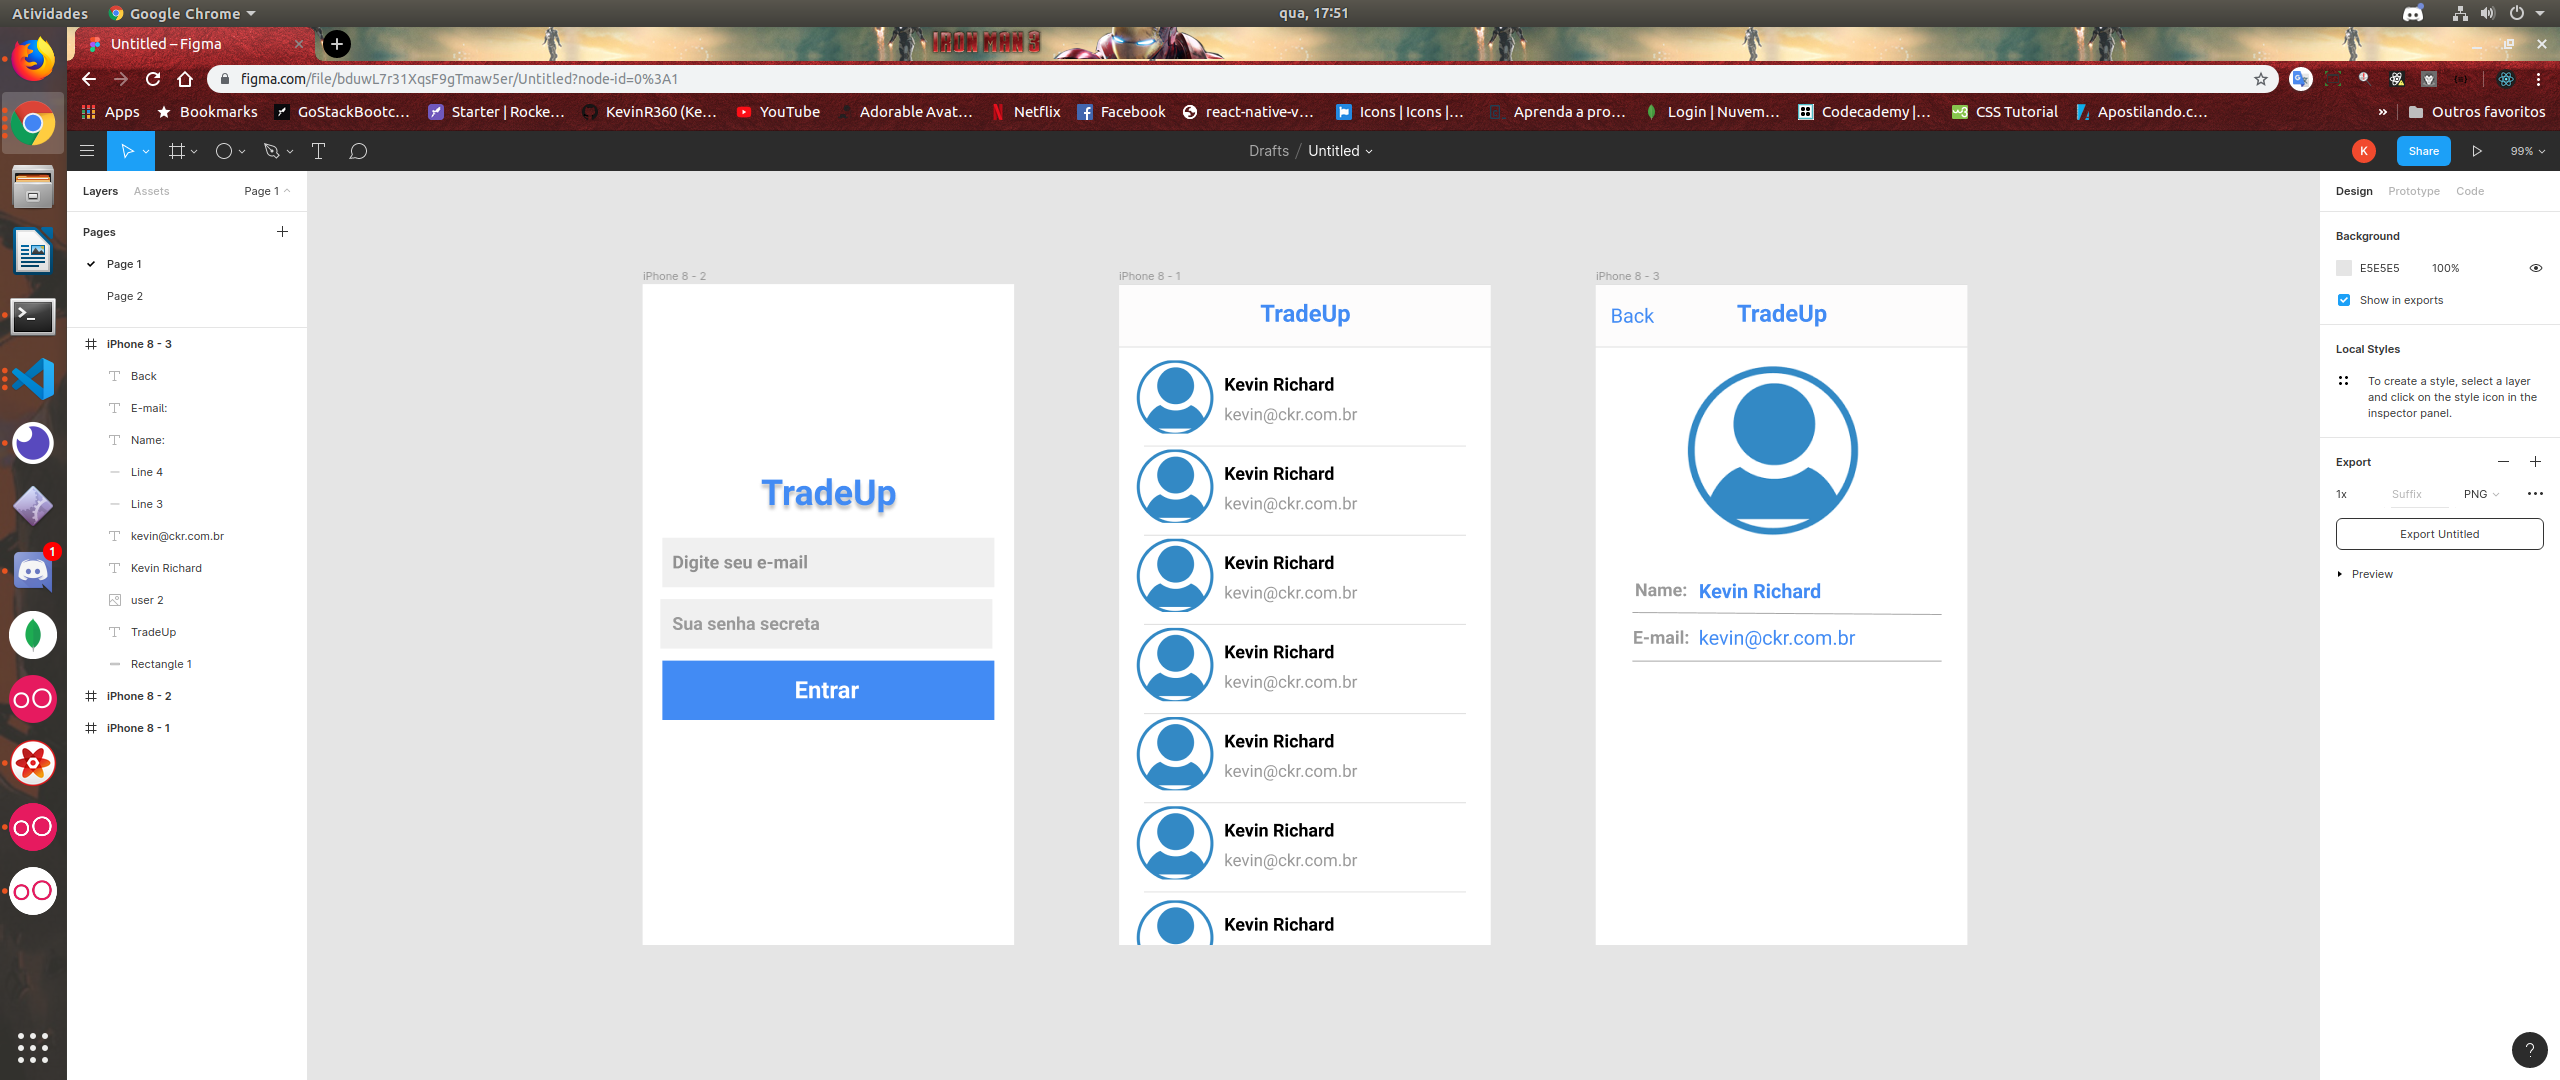 Atividades
Google Chrome
qua, 17:51
Untitled – Figma
IRON MAN 3
figma.com/file/bduwL7r31XqsF9gTmaw5er/Untitled?node-id=0%3A1
Apps
Bookmarks
GoStackBootc...
Starter | Rocke...
KevinR360 (Ke...
YouTube
Adorable Avat...
Netflix
Facebook
react-native-v...
Icons | Icons |...
Aprenda a pro...
Login | Nuvem...
Codecademy |...
CSS Tutorial
Apostilando.c...
»
Outros favoritos
Drafts / Untitled
K
Share
99%
Layers
Assets
Page 1
Pages
Page 1
Page 2
iPhone 8 - 3
Back
E-mail:
Name:
Line 4
Line 3
kevin@ckr.com.br
Kevin Richard
user 2
TradeUp
Rectangle 1
iPhone 8 - 2
iPhone 8 - 1
1
iPhone 8 - 2
TradeUp
Digite seu e-mail
Sua senha secreta
Entrar
iPhone 8 - 1
TradeUp
Kevin Richard
kevin@ckr.com.br
Kevin Richard
kevin@ckr.com.br
Kevin Richard
kevin@ckr.com.br
Kevin Richard
kevin@ckr.com.br
Kevin Richard
kevin@ckr.com.br
Kevin Richard
kevin@ckr.com.br
Kevin Richard
iPhone 8 - 3
Back
TradeUp
Name: Kevin Richard
E-mail: kevin@ckr.com.br
Design
Prototype
Code
Background
E5E5E5
100%
Show in exports
Local Styles
To create a style, select a layer
and click on the style icon in the
inspector panel.
Export
1x
Suffix
PNG
Export Untitled
Preview
?